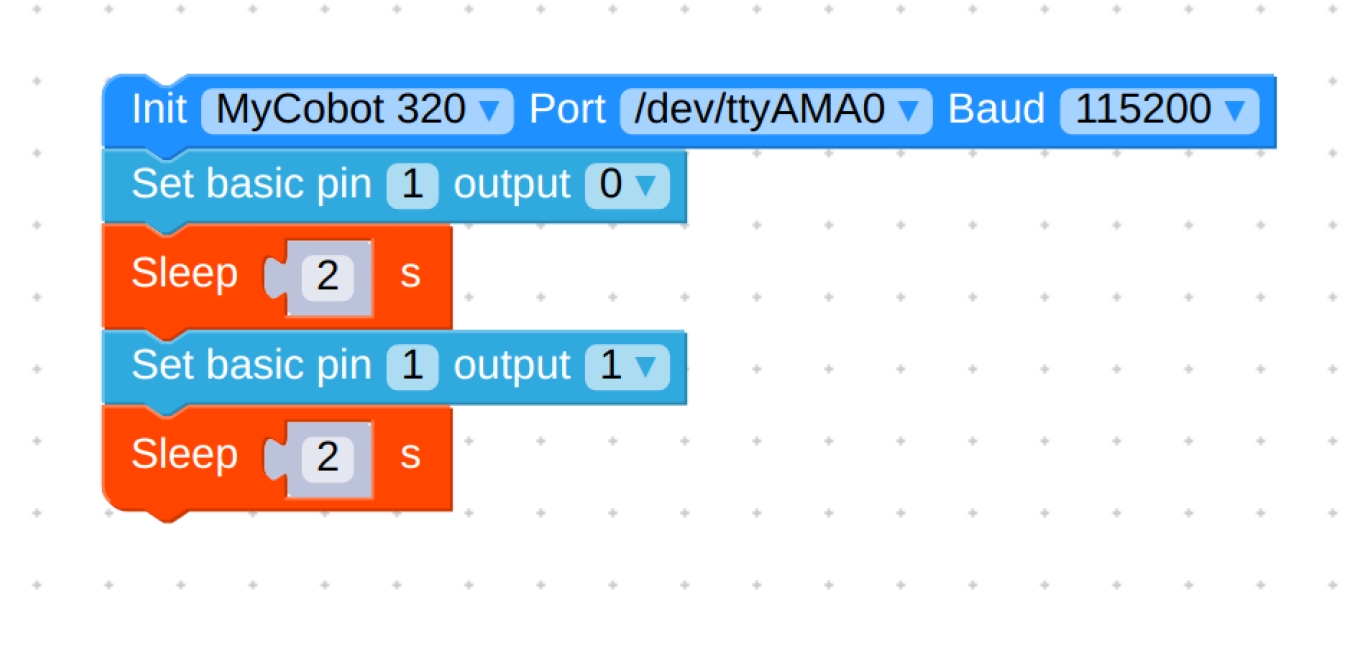 Init MyCobot 320 ▼ Port /dev/ttyAMA0 ▼ Baud 115200 ▼
Set basic pin 1 output 0 ▼
Sleep 2 s
Set basic pin 1 output 1 ▼
Sleep 2 s